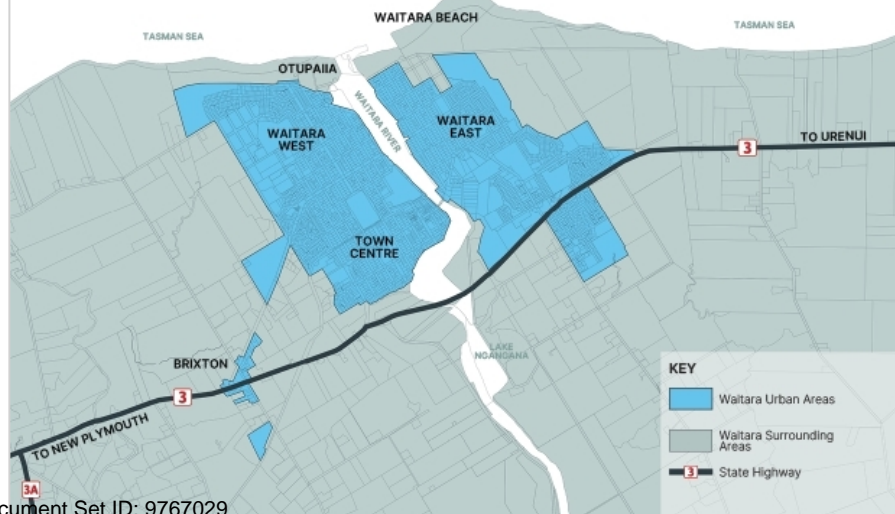 WAITARA BEACH
TASMAN SEA
TASMAN SEA
OTUPAIIA
WAITARA RIVER
WAITARA
WEST
WAITARA
EAST
3
TO URENUI
TOWN
CENTRE
LAKE
NGANGANA
BRIXTON
3
TO NEW PLYMOUTH
3A
KEY
Waitara Urban Areas
Waitara Surrounding
Areas
3
State Highway
cument Set ID: 9767029